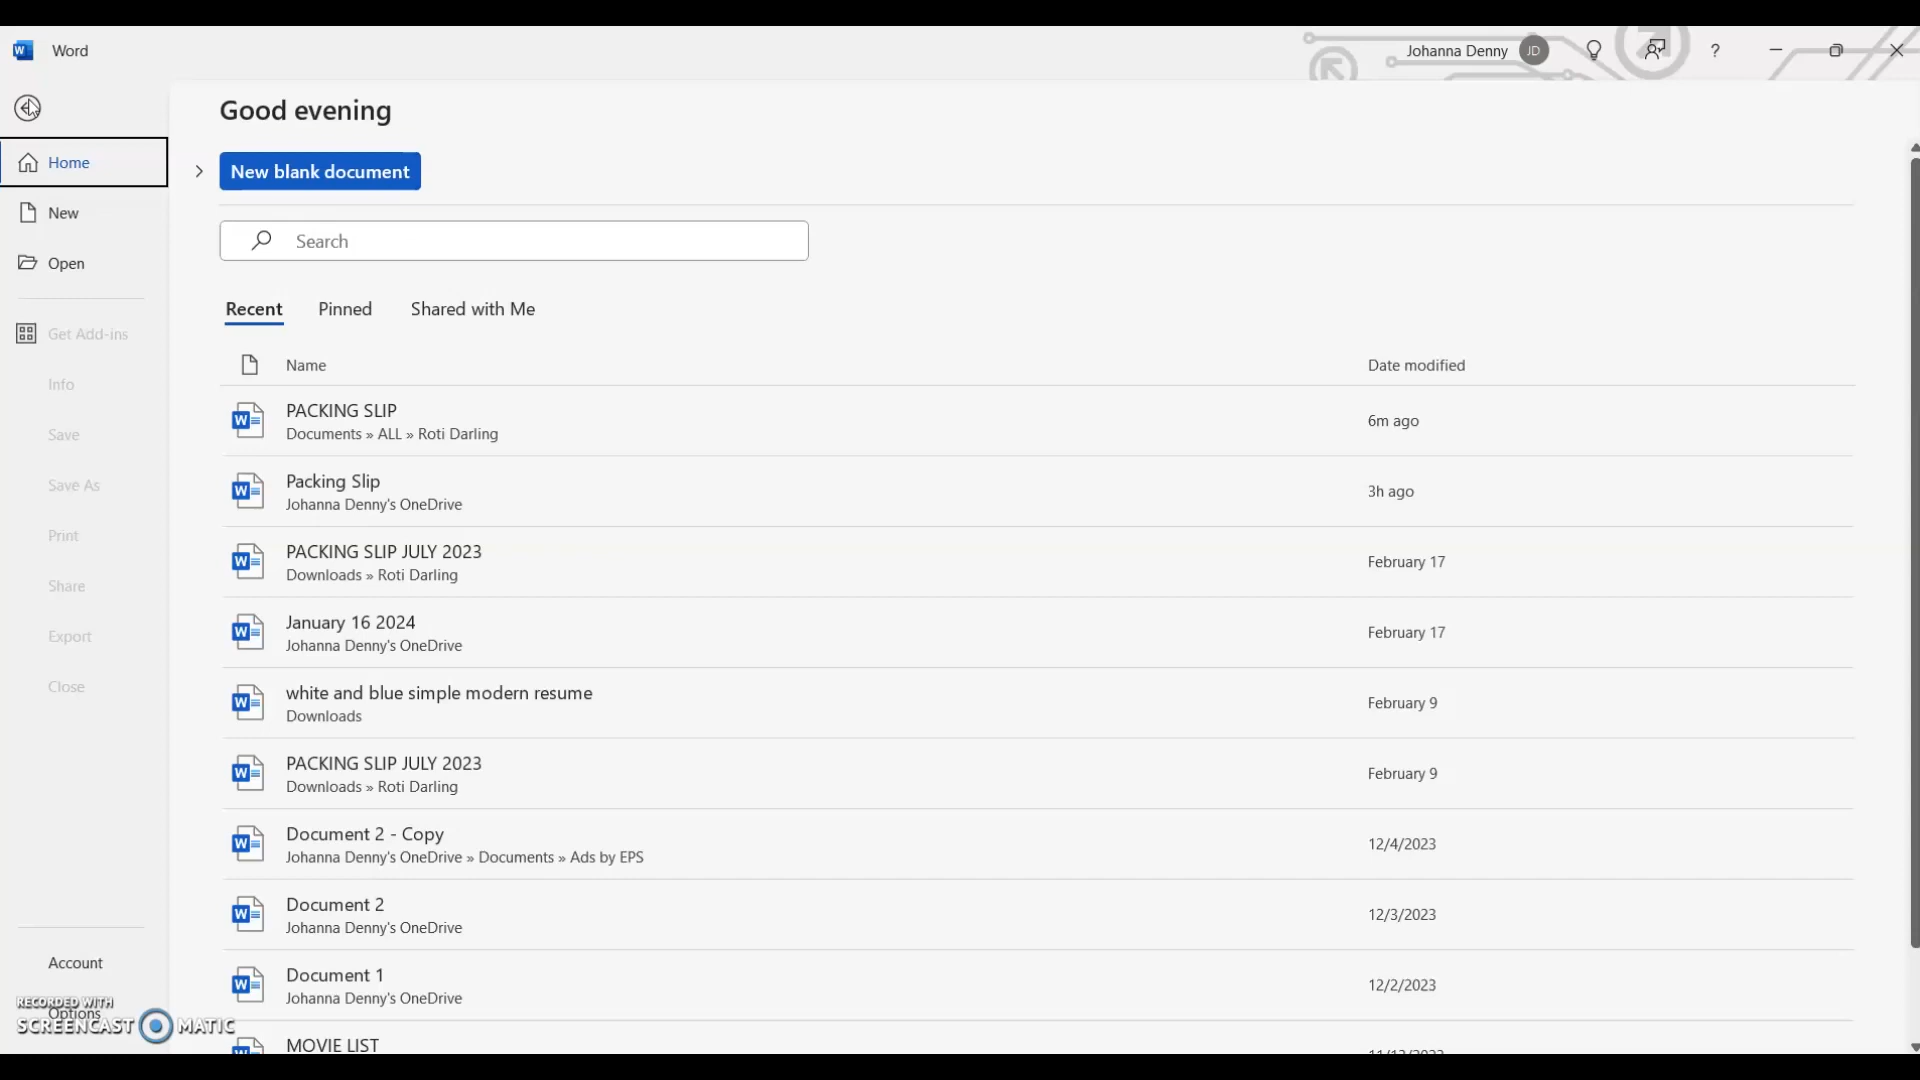 Word
Johanna Denny JD
?
Good evening
Home
New blank document
New
Search
Open
Recent Pinned Shared with Me
Get Add-ins
Name Date modified
Info
PACKING SLIP
Documents » ALL » Roti Darling
6m ago
Save
Packing Slip
Johanna Denny's OneDrive
3h ago
Save As
Print
PACKING SLIP JULY 2023
Downloads » Roti Darling
February 17
Share
January 16 2024
Johanna Denny's OneDrive
February 17
Export
Close
white and blue simple modern resume
Downloads
February 9
PACKING SLIP JULY 2023
Downloads » Roti Darling
February 9
Document 2 - Copy
Johanna Denny's OneDrive » Documents » Ads by EPS
12/4/2023
Document 2
Johanna Denny's OneDrive
12/3/2023
Account
Document 1
Johanna Denny's OneDrive
12/2/2023
Options
RECORDED WITH
SCREENCAST MATIC
MOVIE LIST